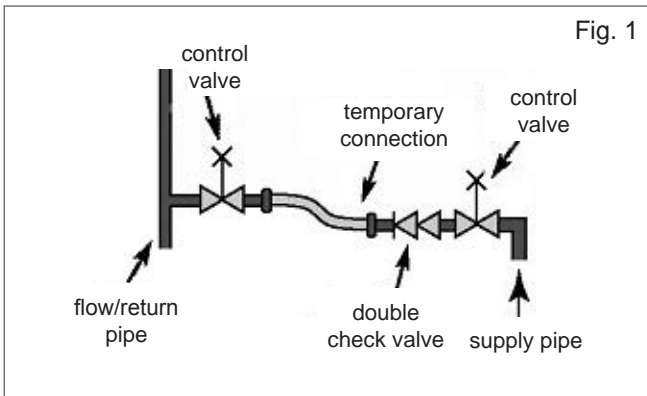 Fig. 1
control
valve
temporary
connection
control
valve
flow/return
pipe
double
check valve
supply pipe